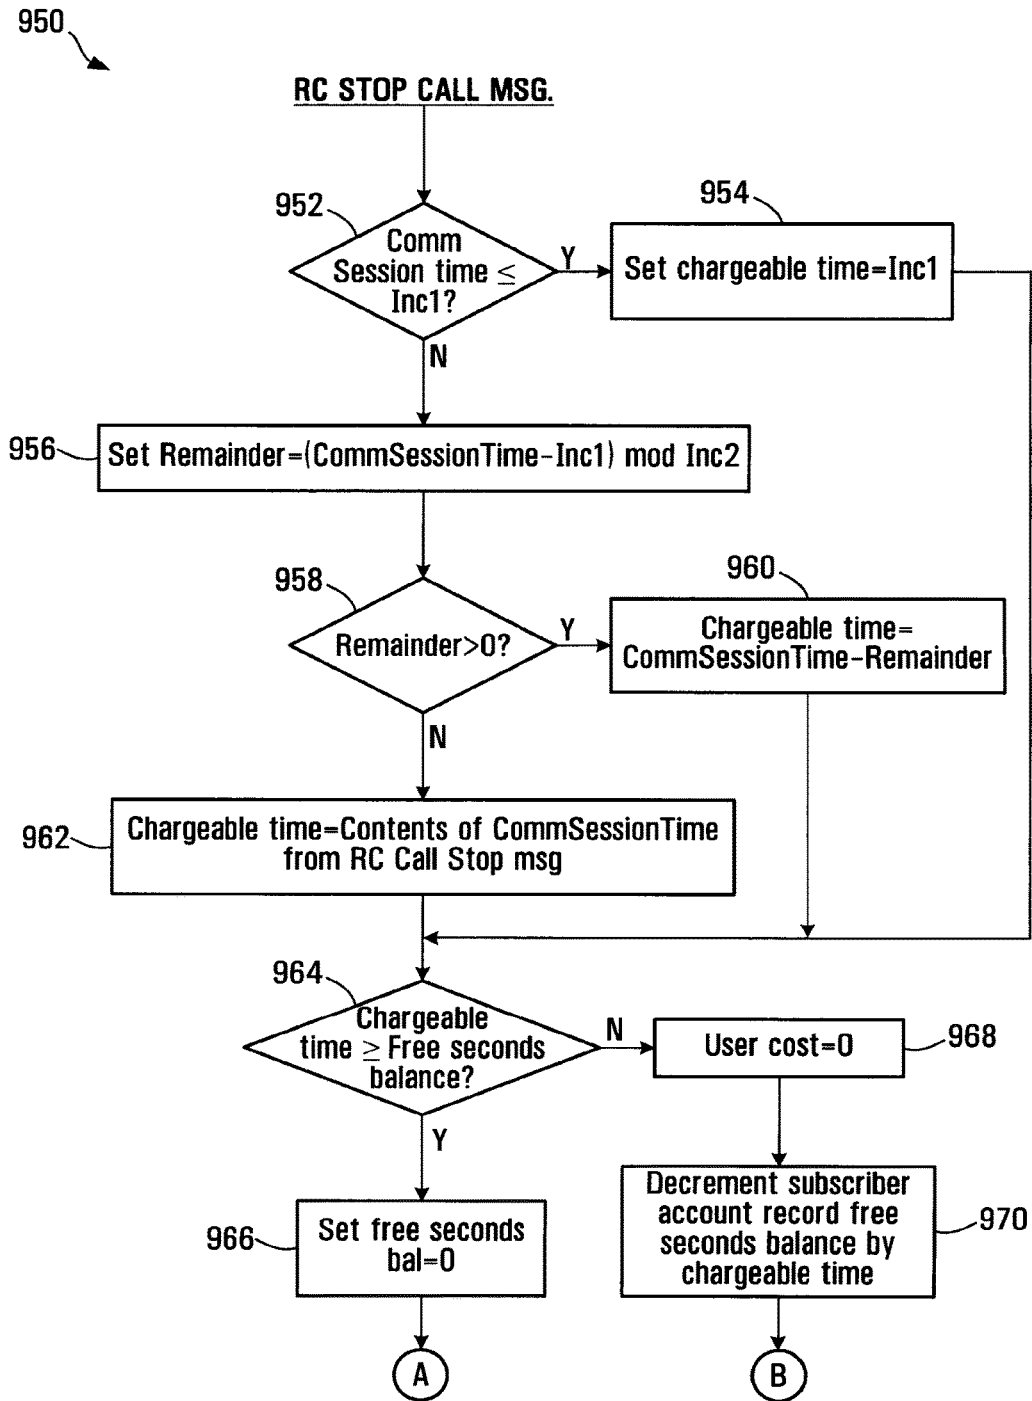 950
RC STOP CALL MSG.
952
Comm
Session time ≤
Inc1?
Y
954
Set chargeable time=Inc1
N
956
Set Remainder=(CommSessionTime-Inc1) mod Inc2
958
Remainder>0?
Y
960
Chargeable time=
CommSessionTime-Remainder
N
962
Chargeable time=Contents of CommSessionTime
from RC Call Stop msg
964
Chargeable
time ≥ Free seconds
balance?
N
User cost=0
968
Y
966
Set free seconds
bal=0
Decrement subscriber
account record free
seconds balance by
chargeable time
970
A
B